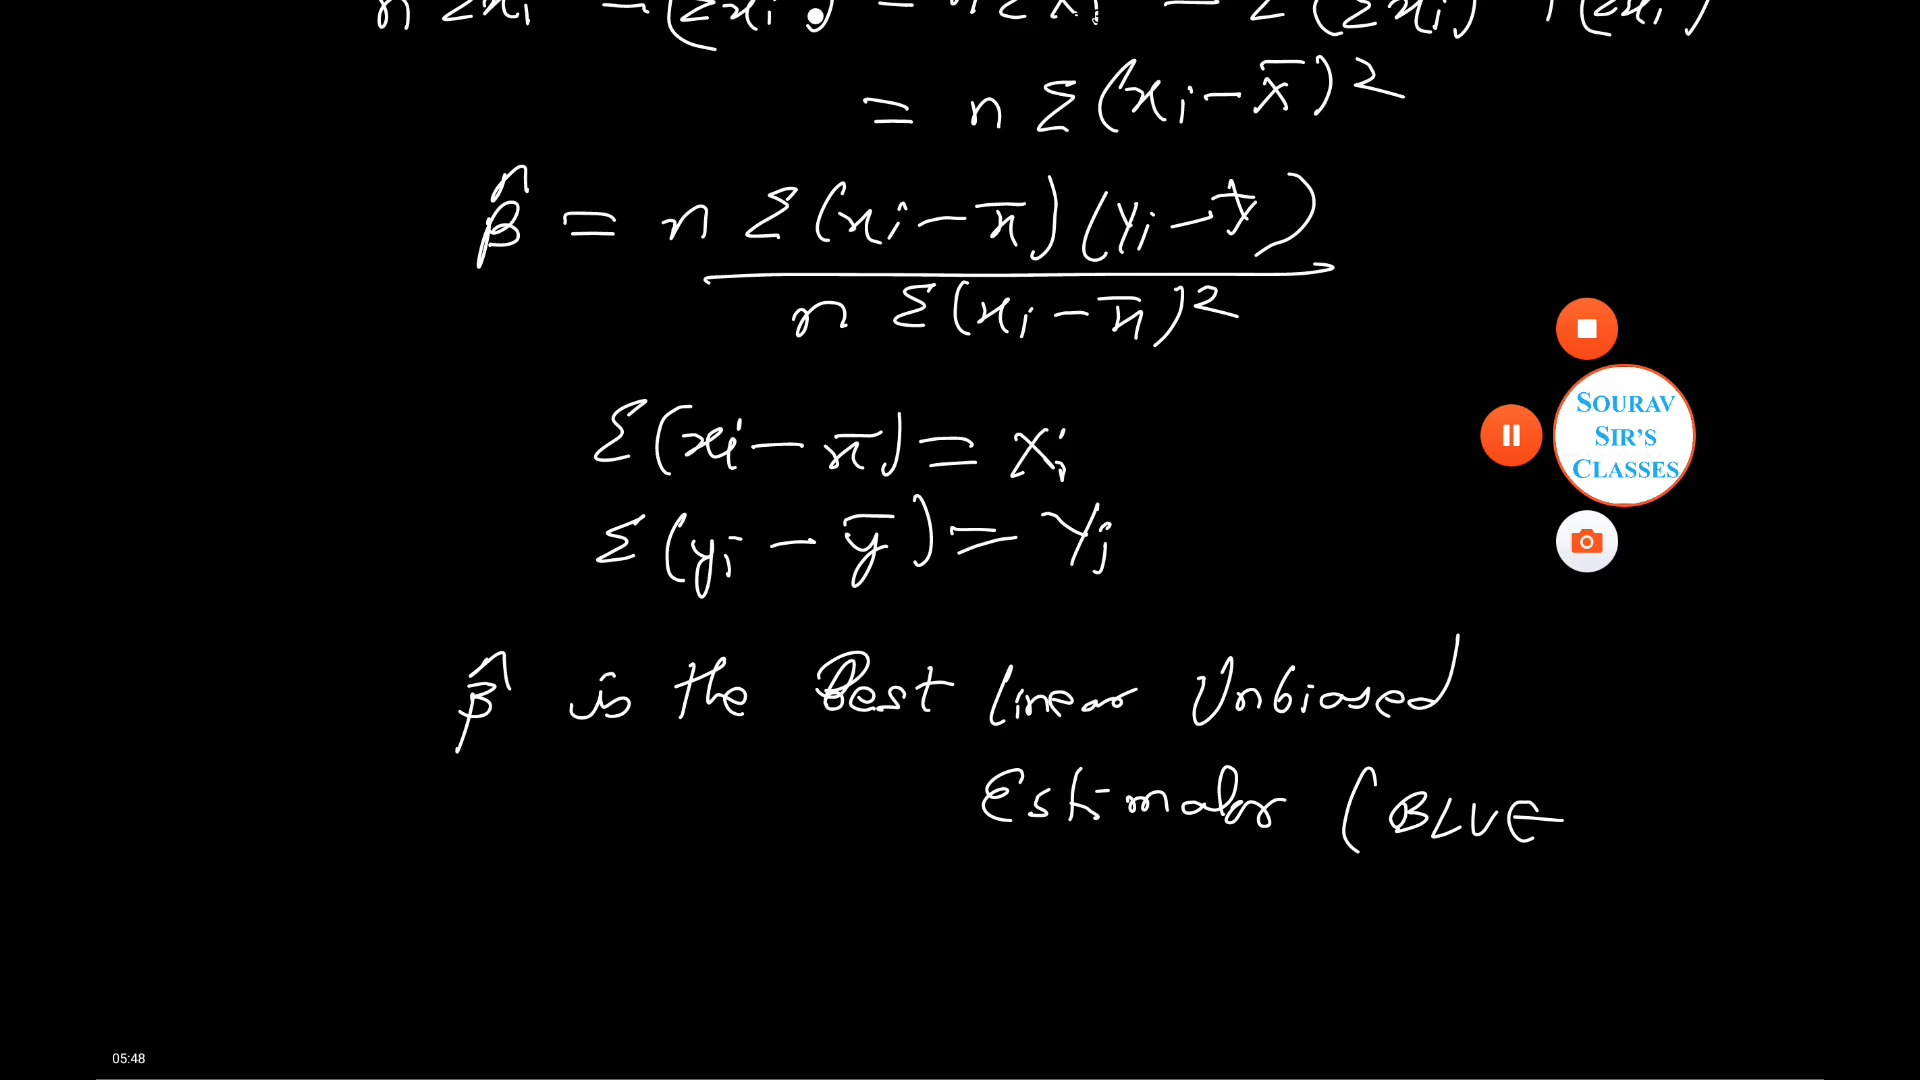 = n Σ(xi - x̅)²
β̂ = n Σ(xi - x̅)(yi - y̅)
n Σ(xi - x̅)²
Σ(xi - x̅) = Xi
Σ(yi - y̅) = Yi
β̂ is the Best Linear Unbiased
Estimator (BLUE
SOURAV
SIR'S
CLASSES
05:48